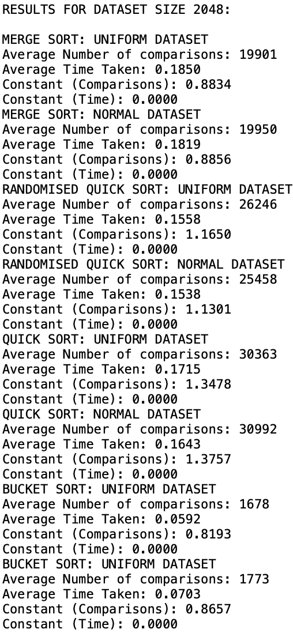 RESULTS FOR DATASET SIZE 2048:
MERGE SORT: UNIFORM DATASET
Average Number of comparisons: 19901
Average Time Taken: 0.1850
Constant (Comparisons): 0.8834
Constant (Time): 0.0000
MERGE SORT: NORMAL DATASET
Average Number of comparisons: 19950
Average Time Taken: 0.1819
Constant (Comparisons): 0.8856
Constant (Time): 0.0000
RANDOMISED QUICK SORT: UNIFORM DATASET
Average Number of comparisons: 26246
Average Time Taken: 0.1558
Constant (Comparisons): 1.1650
Constant (Time): 0.0000
RANDOMISED QUICK SORT: NORMAL DATASET
Average Number of comparisons: 25458
Average Time Taken: 0.1538
Constant (Comparisons): 1.1301
Constant (Time): 0.0000
QUICK SORT: UNIFORM DATASET
Average Number of comparisons: 30363
Average Time Taken: 0.1715
Constant (Comparisons): 1.3478
Constant (Time): 0.0000
QUICK SORT: NORMAL DATASET
Average Number of comparisons: 30992
Average Time Taken: 0.1643
Constant (Comparisons): 1.3757
Constant (Time): 0.0000
BUCKET SORT: UNIFORM DATASET
Average Number of comparisons: 1678
Average Time Taken: 0.0592
Constant (Comparisons): 0.8193
Constant (Time): 0.0000
BUCKET SORT: UNIFORM DATASET
Average Number of comparisons: 1773
Average Time Taken: 0.0703
Constant (Comparisons): 0.8657
Constant (Time): 0.0000